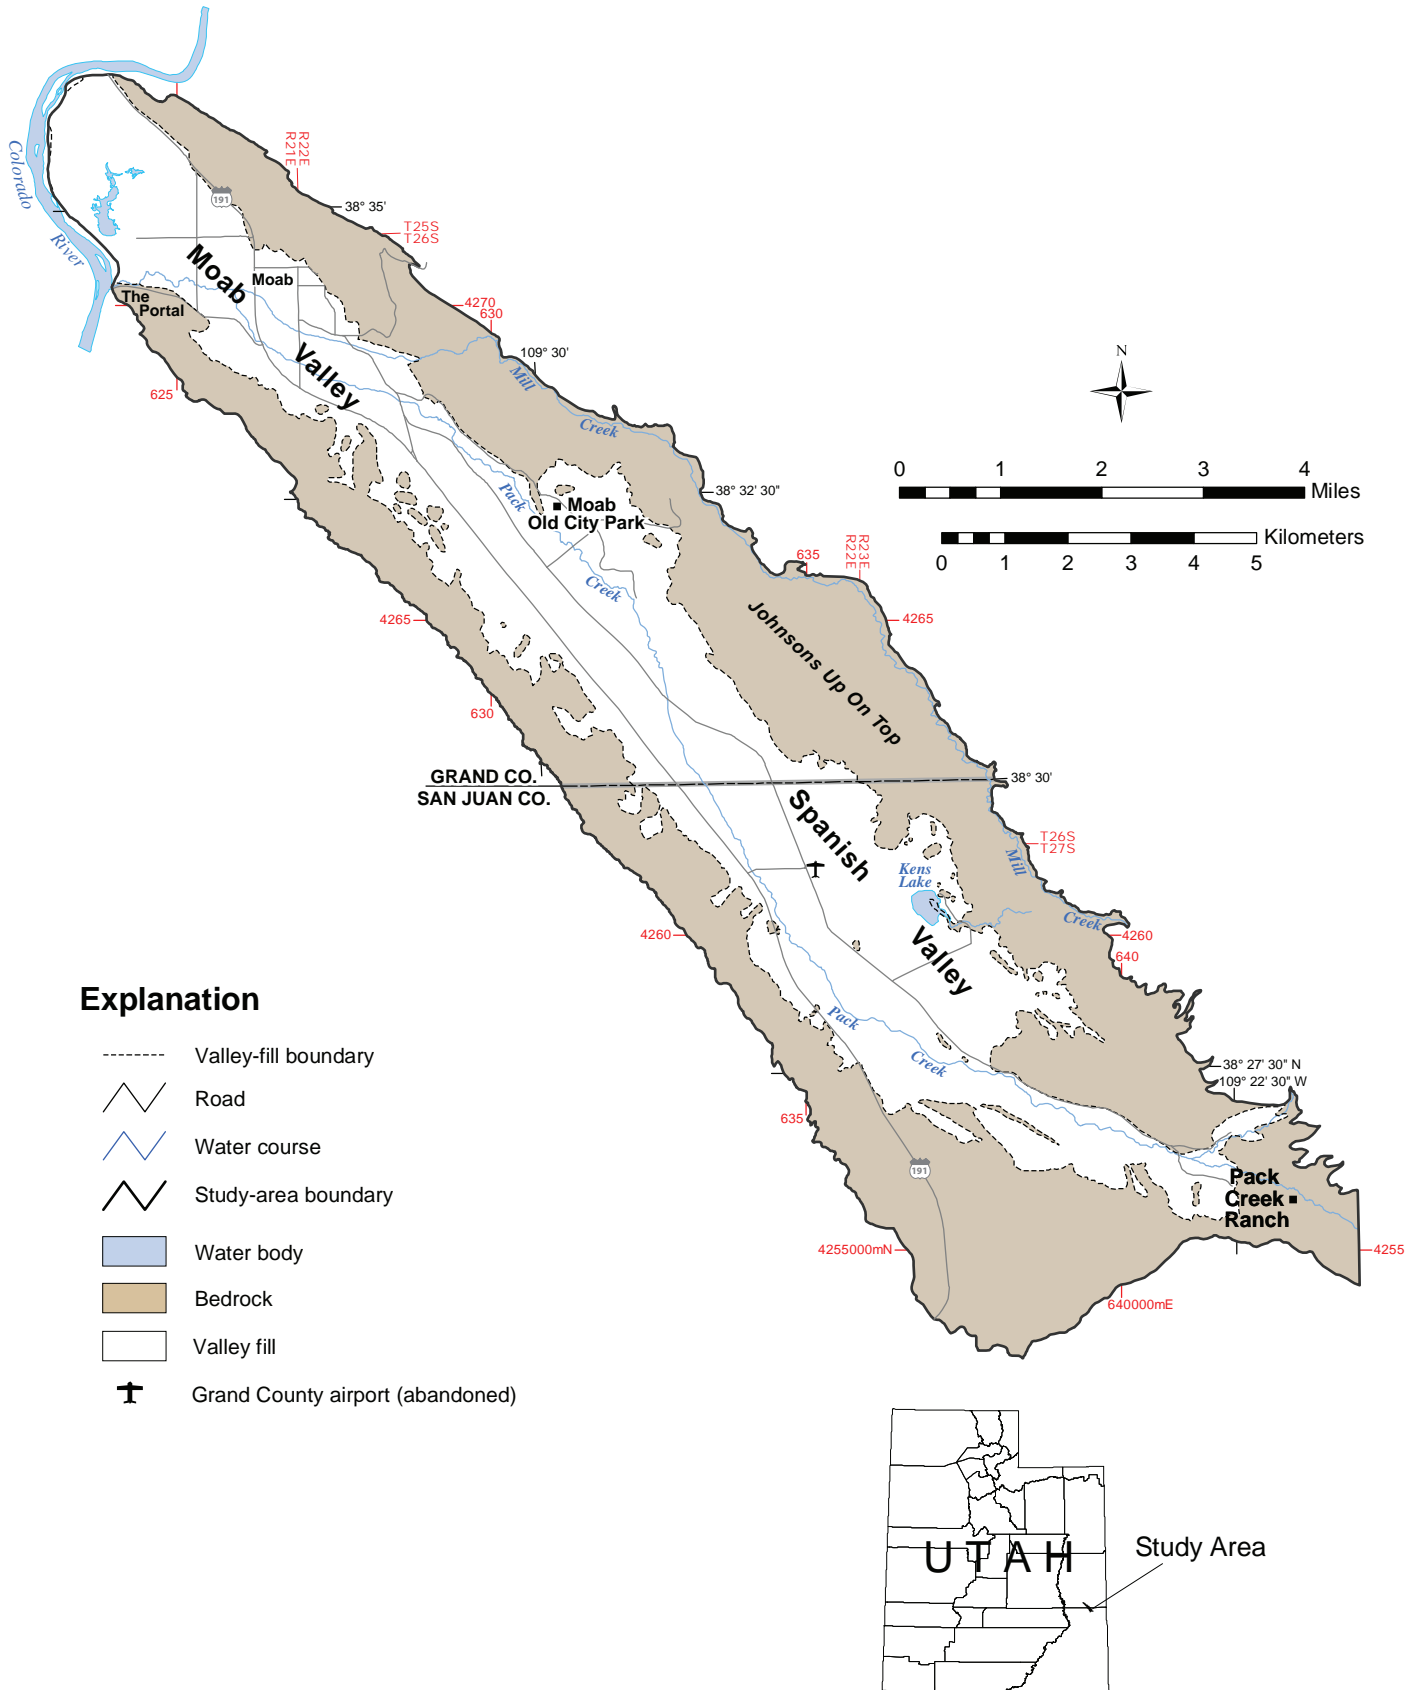 Colorado
River
R22E
R21E
191
38° 35'
T25S
T26S
Moab
Valley
Moab
The
Portal
4270
630
109° 30'
625
Mill
Creek
N
0 1 2 3 4
Miles
Kilometers
0 1 2 3 4 5
38° 32' 30"
Pack
Creek
Moab
Old City Park
635
R23E
R22E
4265
4265
Johnsons Up On Top
630
GRAND CO.
SAN JUAN CO.
38° 30'
Spanish
Valley
T26S
T27S
Mill
Creek
Kens
Lake
4260
4260
640
Pack
Creek
38° 27' 30" N
109° 22' 30" W
635
191
Pack
Creek
Ranch
4255000mN
4255
640000mE
Explanation
Valley-fill boundary
Road
Water course
Study-area boundary
Water body
Bedrock
Valley fill
Grand County airport (abandoned)
UTAH
Study Area